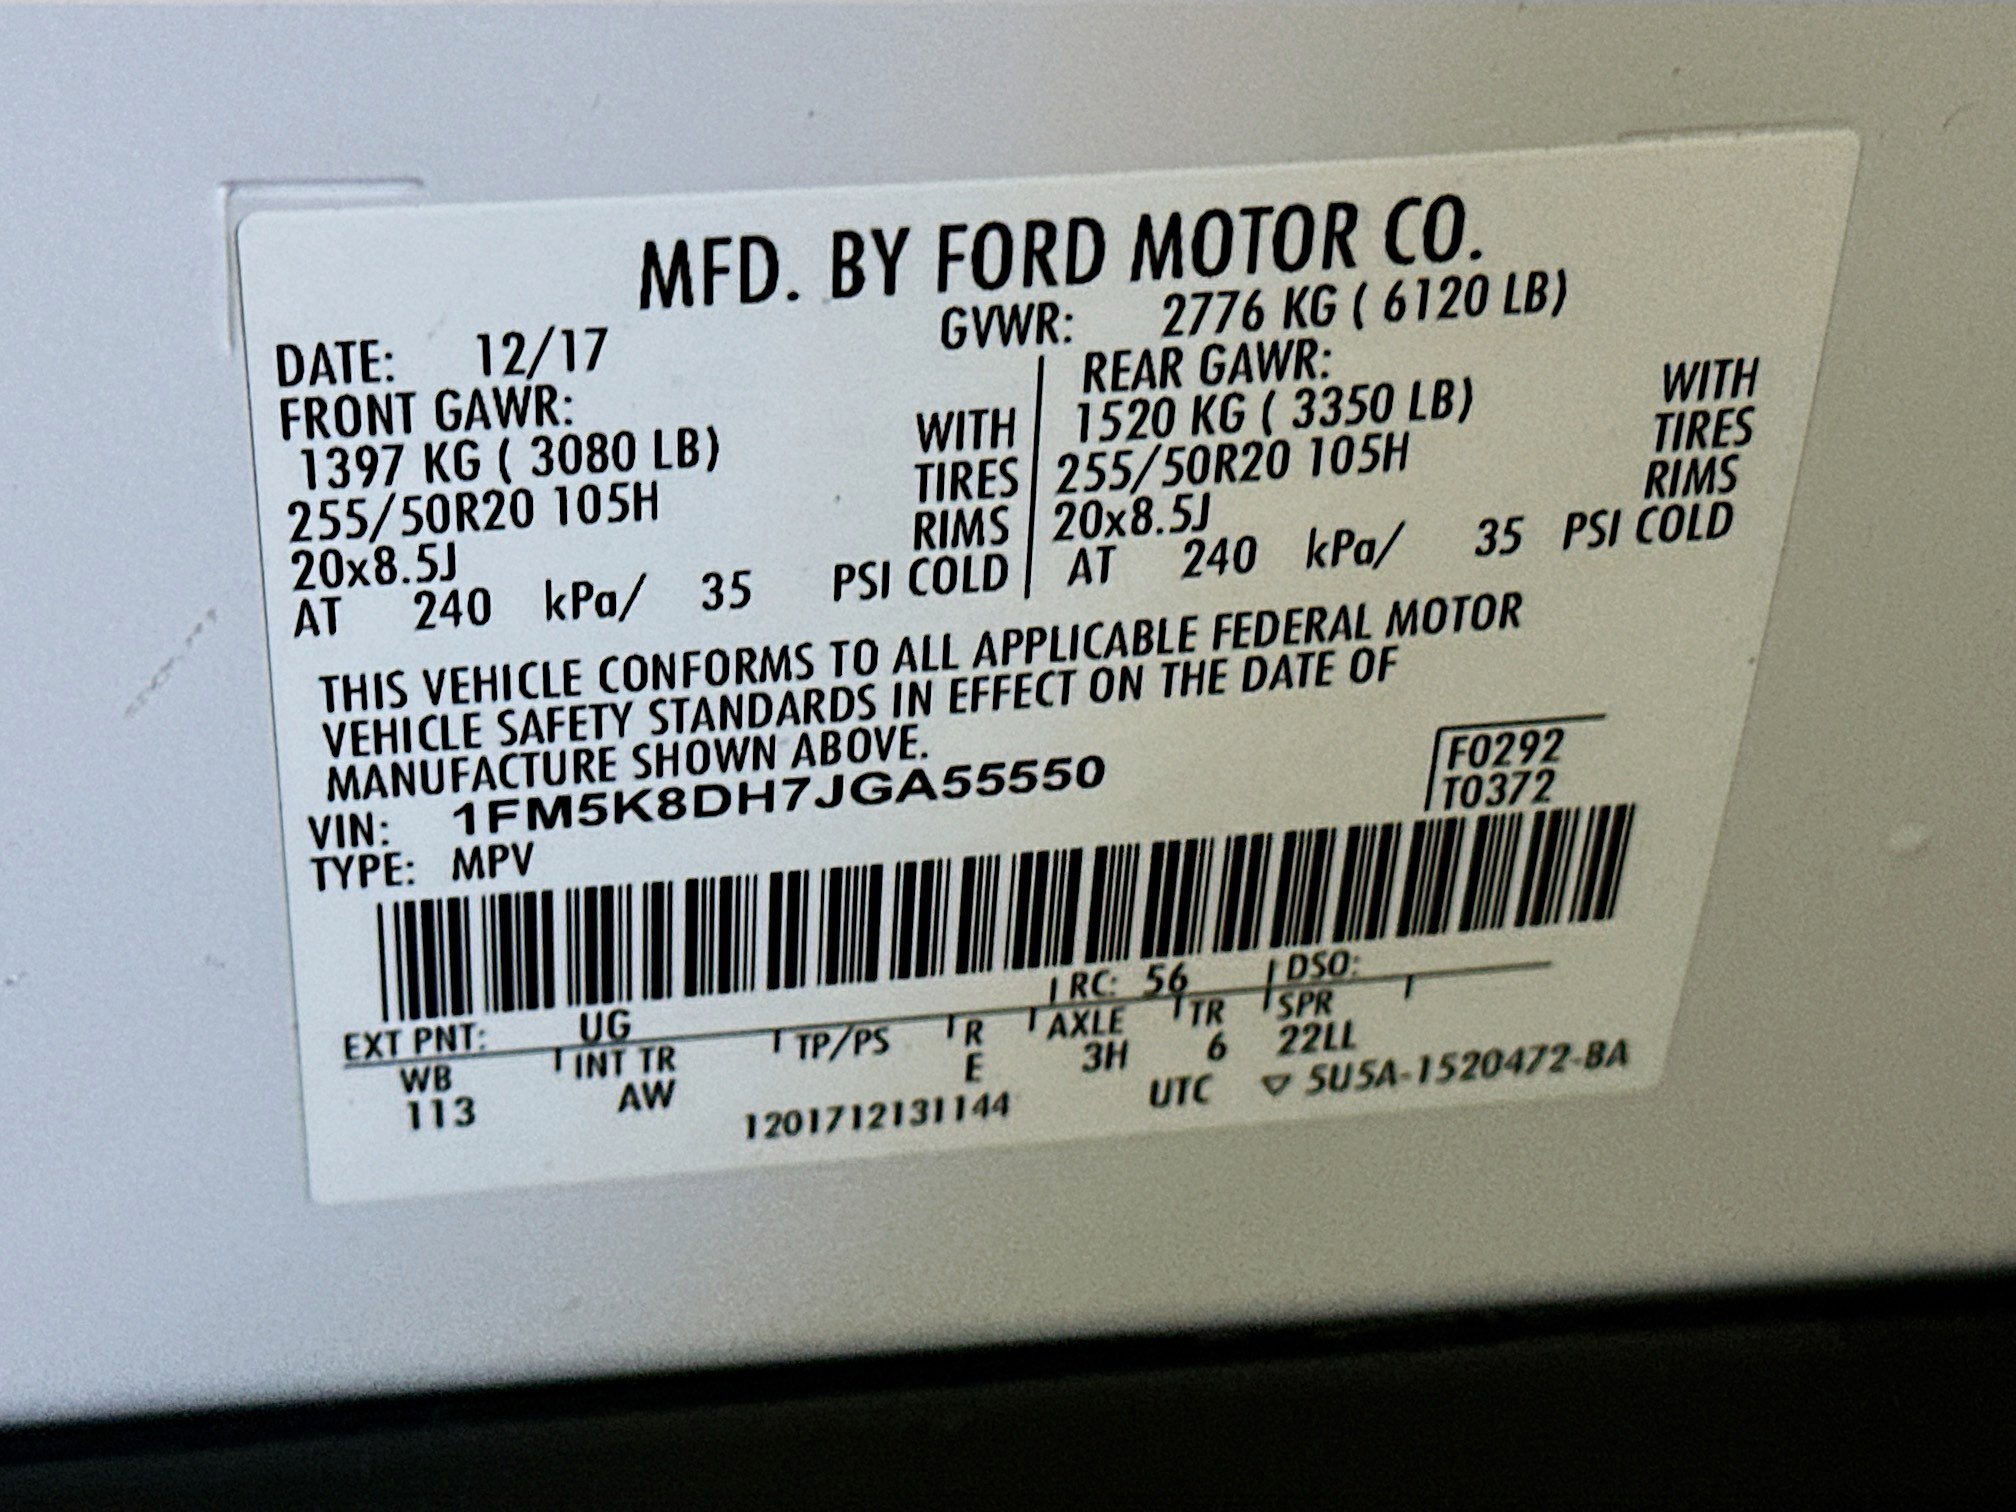 MFD. BY FORD MOTOR CO.
DATE: 12/17 GVWR: 2776 KG ( 6120 LB)
FRONT GAWR: REAR GAWR:
1397 KG ( 3080 LB) WITH 1520 KG ( 3350 LB) WITH
255/50R20 105H TIRES 255/50R20 105H TIRES
20x8.5J RIMS 20x8.5J RIMS
AT 240 kPa/ 35 PSI COLD AT 240 kPa/ 35 PSI COLD
THIS VEHICLE CONFORMS TO ALL APPLICABLE FEDERAL MOTOR
VEHICLE SAFETY STANDARDS IN EFFECT ON THE DATE OF
MANUFACTURE SHOWN ABOVE.
VIN: 1FM5K8DH7JGA55550 F0292
TYPE: MPV T0372
EXT PNT: UG RC: 56 DSO:
WB INT TR TP/PS R AXLE TR SPR
113 AW E 3H 6 22LL
1201712131144 UTC ▽ 5U5A-1520472-BA